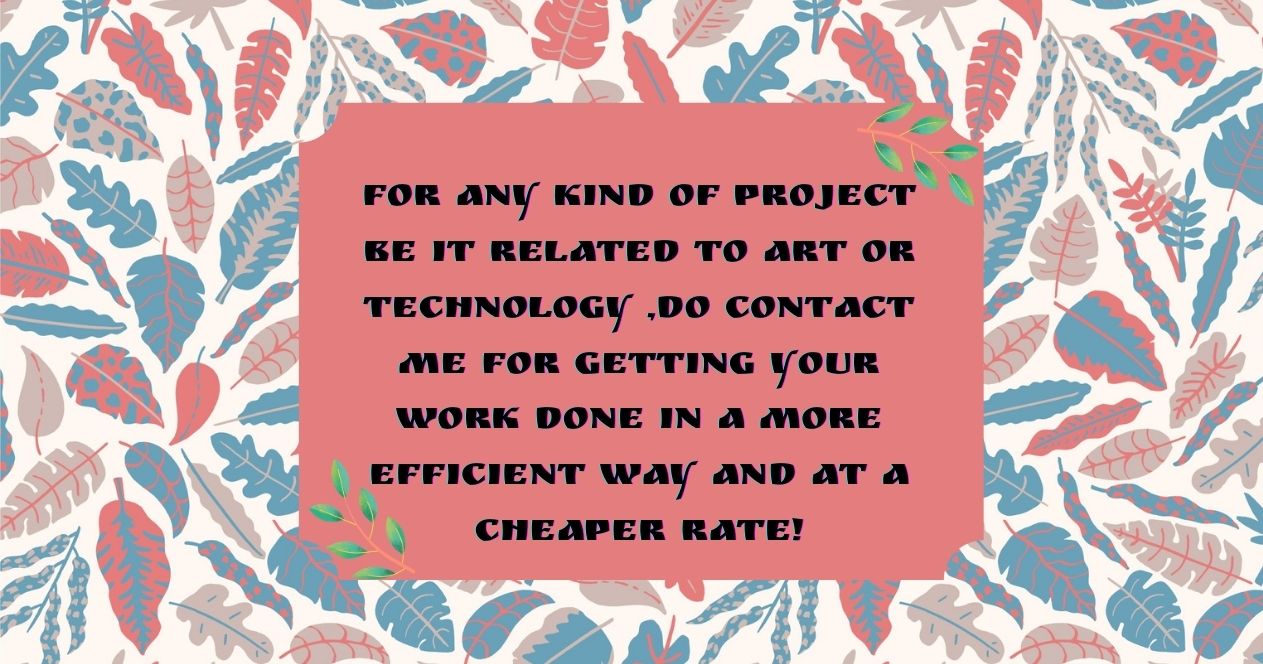 FOR ANY KIND OF PROJECT
BE IT RELATED TO ART OR
TECHNOLOGY ,DO CONTACT
ME FOR GETTING YOUR
WORK DONE IN A MORE
EFFICIENT WAY AND AT A
CHEAPER RATE!